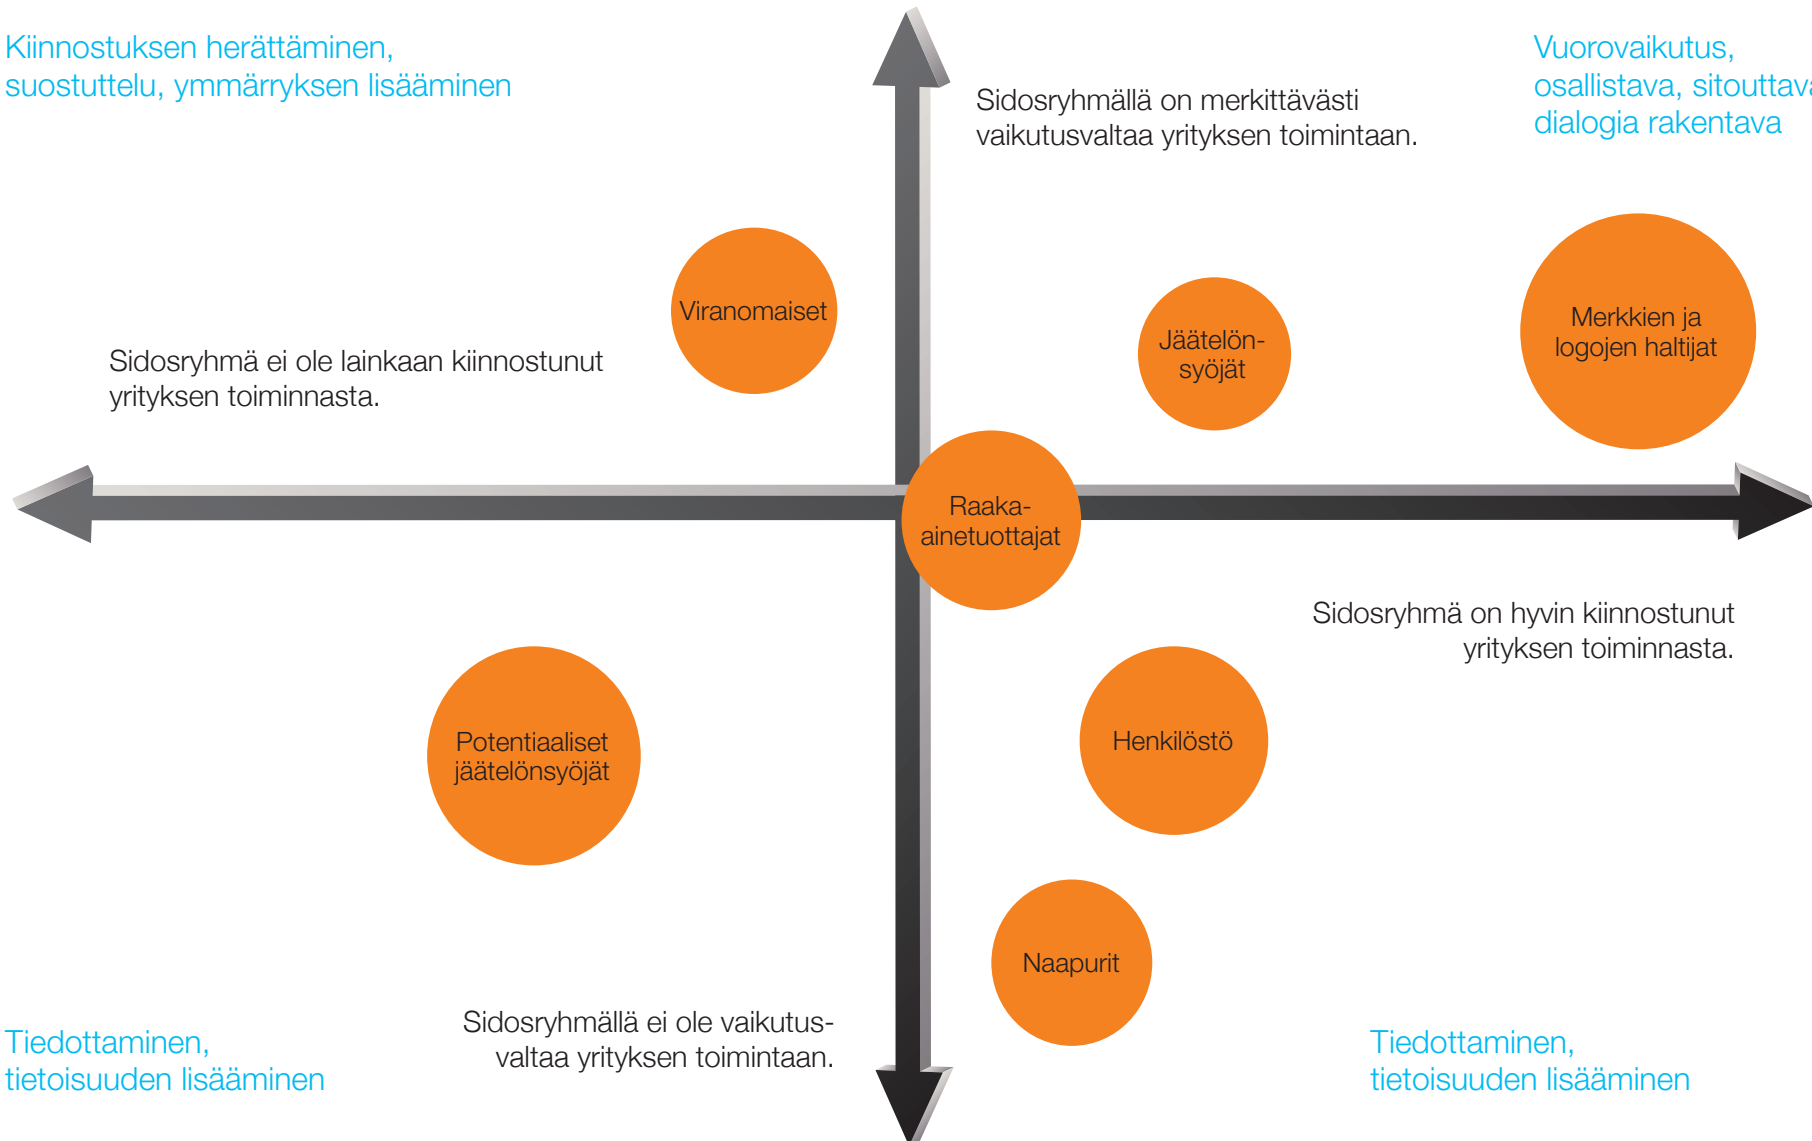 Kiinnostuksen herättäminen,
suostuttelu, ymmärryksen lisääminen
Sidosryhmällä on merkittävästi
vaikutusvaltaa yrityksen toimintaan.
Vuorovaikutus,
osallistava, sitouttava
dialogia rakentava
Viranomaiset
Jäätelön-
syöjät
Merkkien ja
logojen haltijat
Sidosryhmä ei ole lainkaan kiinnostunut
yrityksen toiminnasta.
Raaka-
ainetuottajat
Sidosryhmä on hyvin kiinnostunut
yrityksen toiminnasta.
Potentiaaliset
jäätelönsyöjät
Henkilöstö
Naapurit
Sidosryhmällä ei ole vaikutus-
valtaa yrityksen toimintaan.
Tiedottaminen,
tietoisuuden lisääminen
Tiedottaminen,
tietoisuuden lisääminen